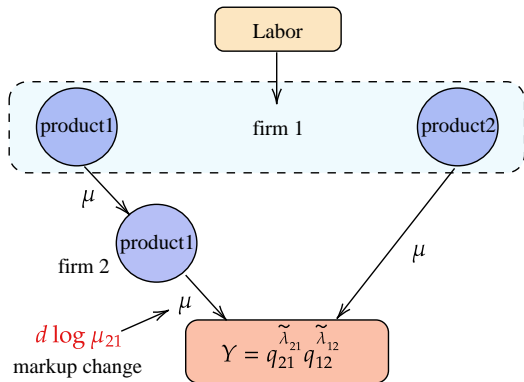 Labor
product1
firm 1
product2
μ
product1
μ
firm 2
μ
d log μ₂₁
markup change
Y = q₂₁^{λ̃₂₁} q₁₂^{λ̃₁₂}